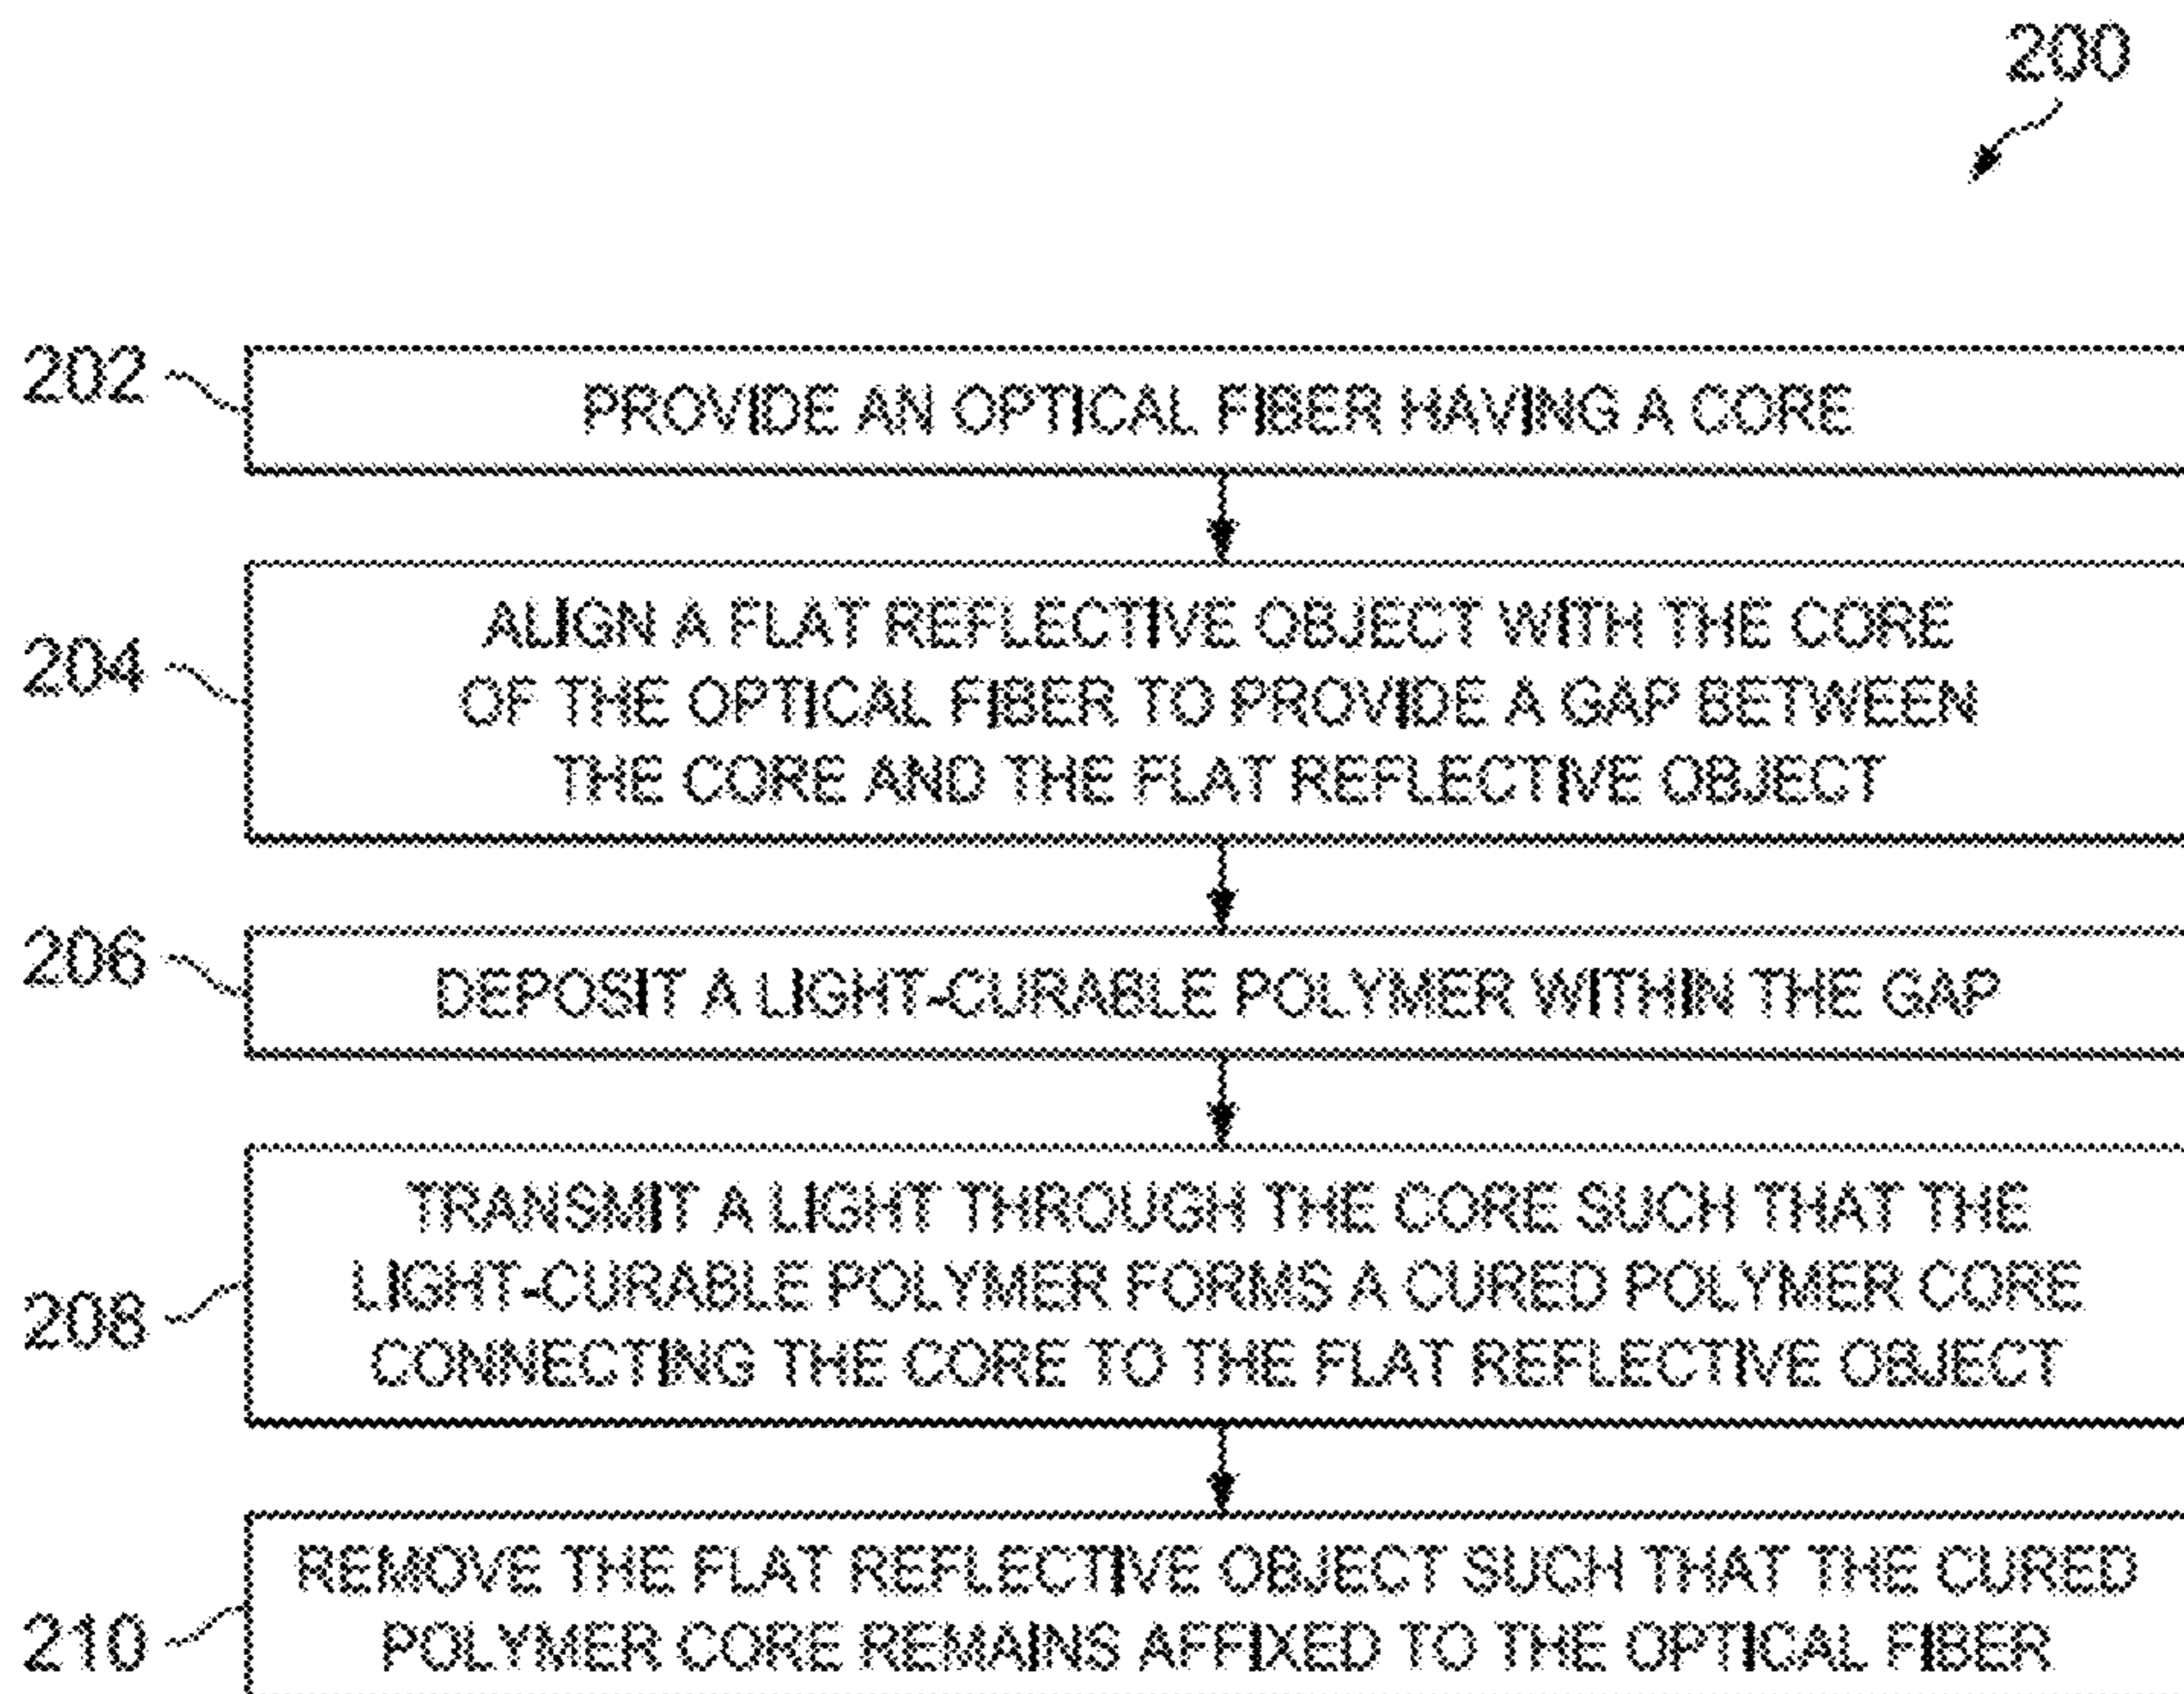 200
202
PROVIDE AN OPTICAL FIBER HAVING A CORE
204
ALIGN A FLAT REFLECTIVE OBJECT WITH THE CORE
OF THE OPTICAL FIBER TO PROVIDE A GAP BETWEEN
THE CORE AND THE FLAT REFLECTIVE OBJECT
206
DEPOSIT A LIGHT-CURABLE POLYMER WITHIN THE GAP
208
TRANSMIT A LIGHT THROUGH THE CORE SUCH THAT THE
LIGHT-CURABLE POLYMER FORMS A CURED POLYMER CORE
CONNECTING THE CORE TO THE FLAT REFLECTIVE OBJECT
210
REMOVE THE FLAT REFLECTIVE OBJECT SUCH THAT THE CURED
POLYMER CORE REMAINS AFFIXED TO THE OPTICAL FIBER